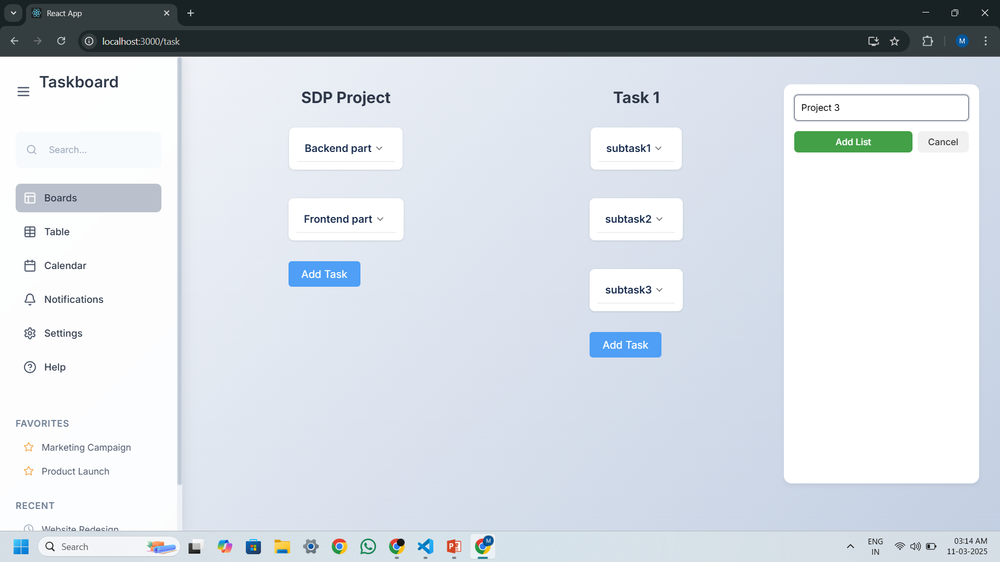 React App
localhost:3000/task
M
Taskboard
Search...
Boards
Table
Calendar
Notifications
Settings
Help
FAVORITES
Marketing Campaign
Product Launch
RECENT
Website Redesign
SDP Project
Backend part
Frontend part
Add Task
Task 1
subtask1
subtask2
subtask3
Add Task
Project 3
Add List
Cancel
Search
M
ENG
IN
03:14 AM
11-03-2025